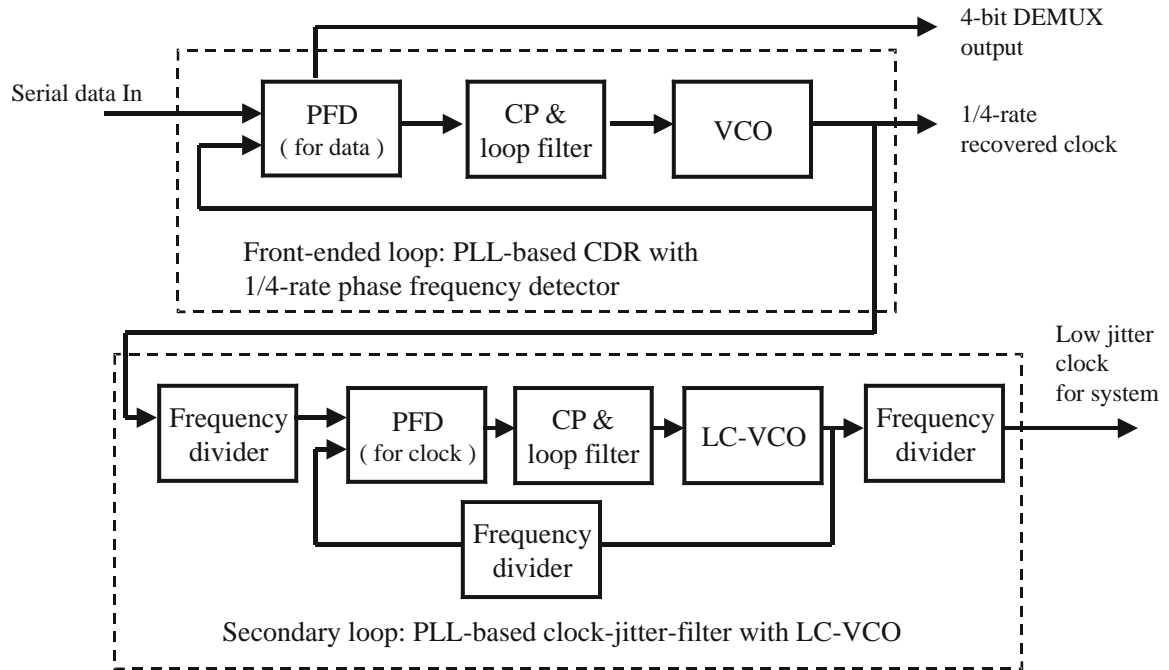 4-bit DEMUX
output
Serial data In
PFD
( for data )
CP &
loop filter
VCO
1/4-rate
recovered clock
Front-ended loop: PLL-based CDR with
1/4-rate phase frequency detector
Low jitter
clock
for system
Frequency
divider
PFD
( for clock )
CP &
loop filter
LC-VCO
Frequency
divider
Frequency
divider
Secondary loop: PLL-based clock-jitter-filter with LC-VCO